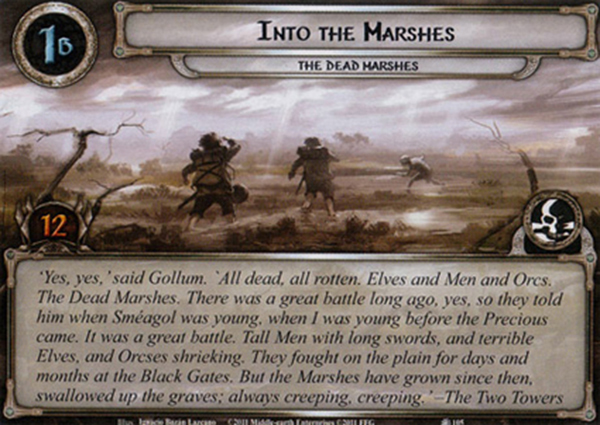 1B
INTO THE MARSHES
THE DEAD MARSHES
12
'Yes, yes,' said Gollum. `All dead, all rotten. Elves and Men and Orcs.
The Dead Marshes. There was a great battle long ago, yes, so they told
him when Sméagol was young, when I was young before the Precious
came. It was a great battle. Tall Men with long swords, and terrible
Elves, and Orcses shrieking. They fought on the plain for days and
months at the Black Gates. But the Marshes have grown since then,
swallowed up the graves; always creeping, creeping.' –The Two Towers
Illus. Ignacio Bazán Lazcano ©2011 Middle-earth Enterprises ©2011 FFG 105